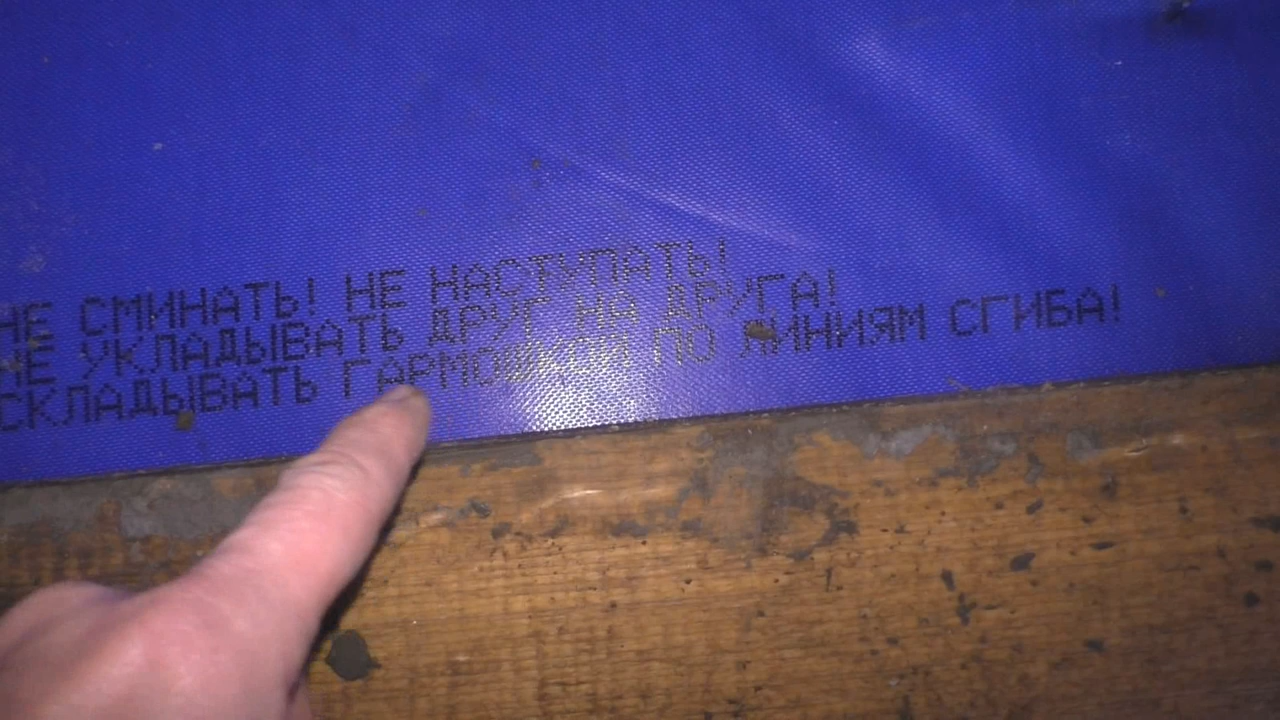 НЕ СМИНАТЬ! НЕ НАСТУПАТЬ!
НЕ УКЛАДЫВАТЬ ДРУГ НА ДРУГА!
СКЛАДЫВАТЬ ГАРМОШКОЙ ПО ЛИНИЯМ СГИБА!